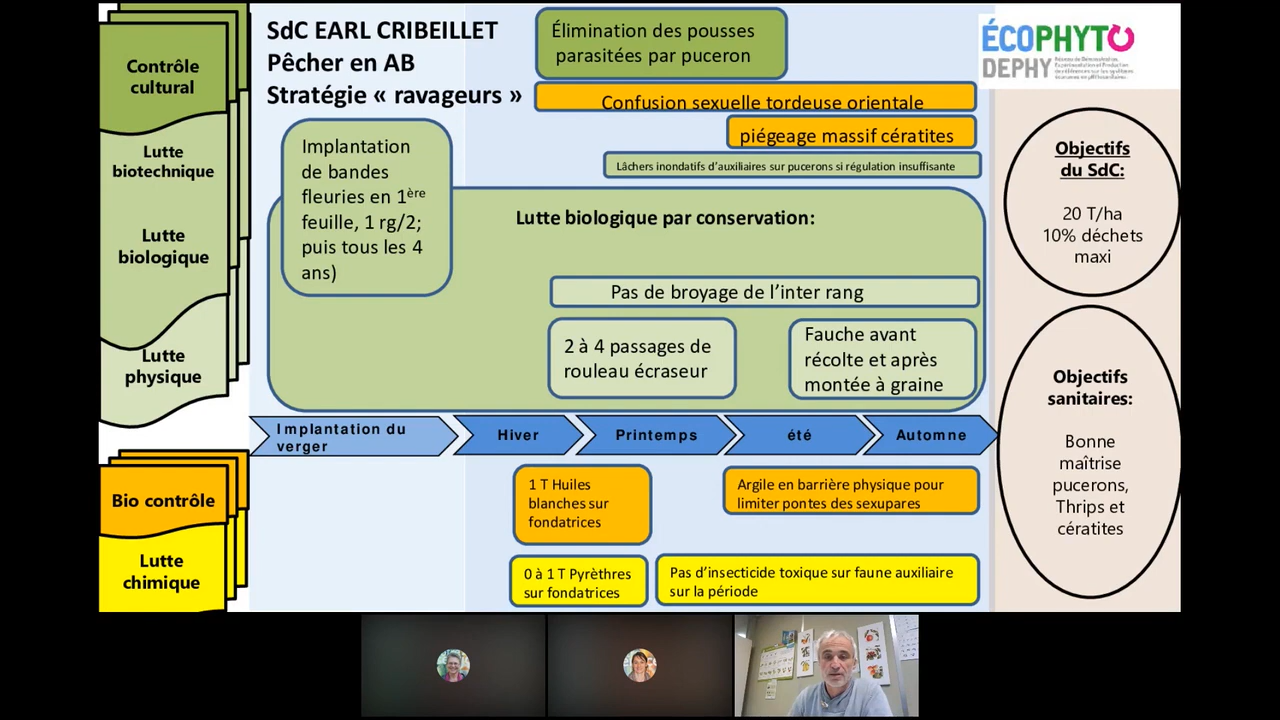 SdC EARL CRIBEILLET
Pêcher en AB
Stratégie « ravageurs »
Élimination des pousses
parasitées par puceron
Confusion sexuelle tordeuse orientale
piégeage massif cératites
Lâchers inondatifs d'auxiliaires sur pucerons si régulation insuffisante
ÉCOPHYTO
DEPHY
Contrôle
cultural
Lutte
biotechnique
Lutte
biologique
Lutte
physique
Implantation
de bandes
fleuries en 1ère
feuille, 1 rg/2;
puis tous les 4
ans)
Lutte biologique par conservation:
Pas de broyage de l'inter rang
2 à 4 passages de
rouleau écraseur
Fauche avant
récolte et après
montée à graine
Objectifs
du SdC:
20 T/ha
10% déchets
maxi
Objectifs
sanitaires:
Bonne
maîtrise
pucerons,
Thrips et
cératites
Implantation du
verger
Hiver
Printemps
été
Automne
Bio contrôle
Lutte
chimique
1 T Huiles
blanches sur
fondatrices
Argile en barrière physique pour
limiter pontes des sexupares
0 à 1 T Pyrèthres
sur fondatrices
Pas d'insecticide toxique sur faune auxiliaire
sur la période